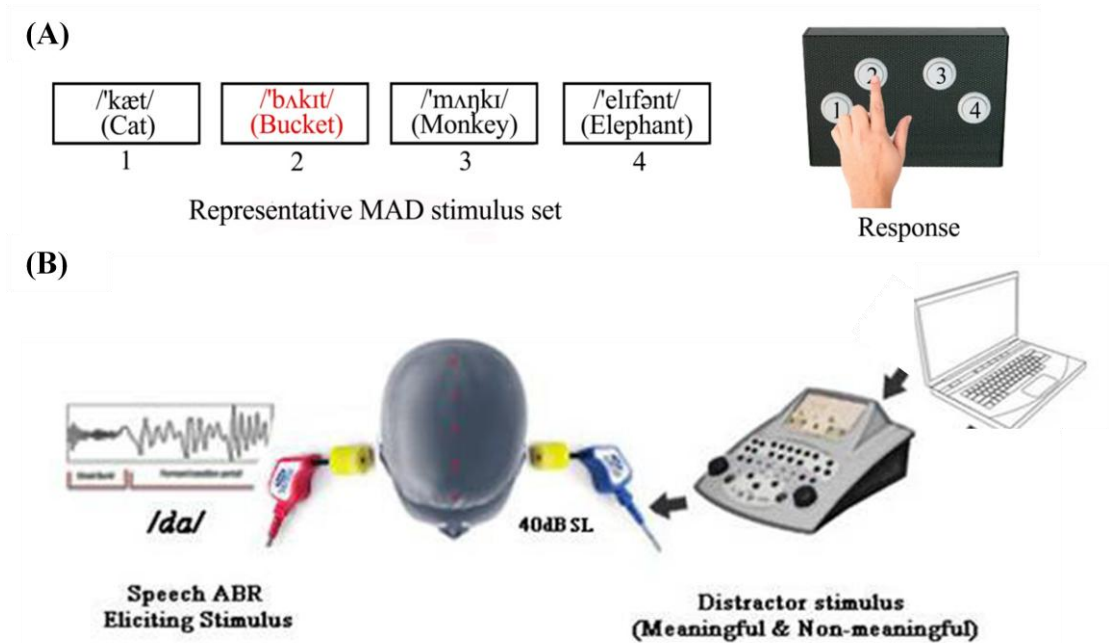 (A)
/'kæt/ /'bʌkɪt/ /'mʌŋkɪ/ /'elɪfənt/
(Cat) (Bucket) (Monkey) (Elephant)
1 2 3 4
Representative MAD stimulus set
1 2 3 4
Response
(B)
/da/
40dB SL
Speech ABR
Eliciting Stimulus
Distractor stimulus
(Meaningful & Non-meaningful)